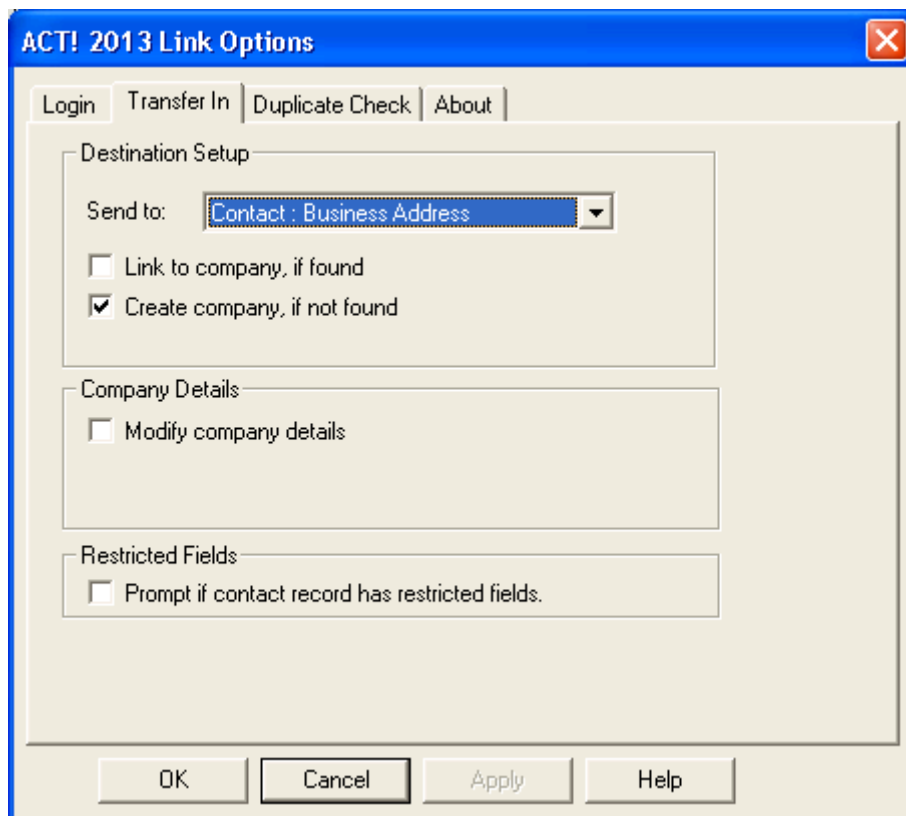 ACT! 2013 Link Options
Login Transfer In Duplicate Check About
Destination Setup
Send to: Contact : Business Address
Link to company, if found
Create company, if not found
Company Details
Modify company details
Restricted Fields
Prompt if contact record has restricted fields.
OK Cancel Apply Help